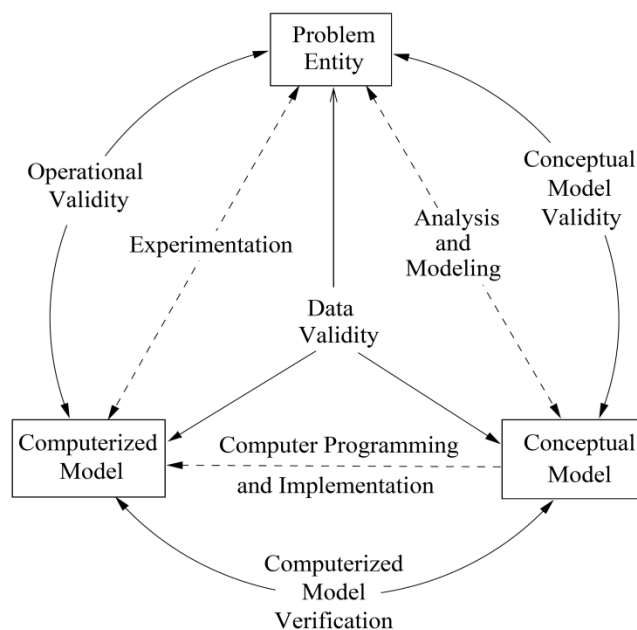 Problem
Entity
Operational
Validity
Conceptual
Model
Validity
Experimentation
Analysis
and
Modeling
Data
Validity
Computerized
Model
Computer Programming
and Implementation
Conceptual
Model
Computerized
Model
Verification